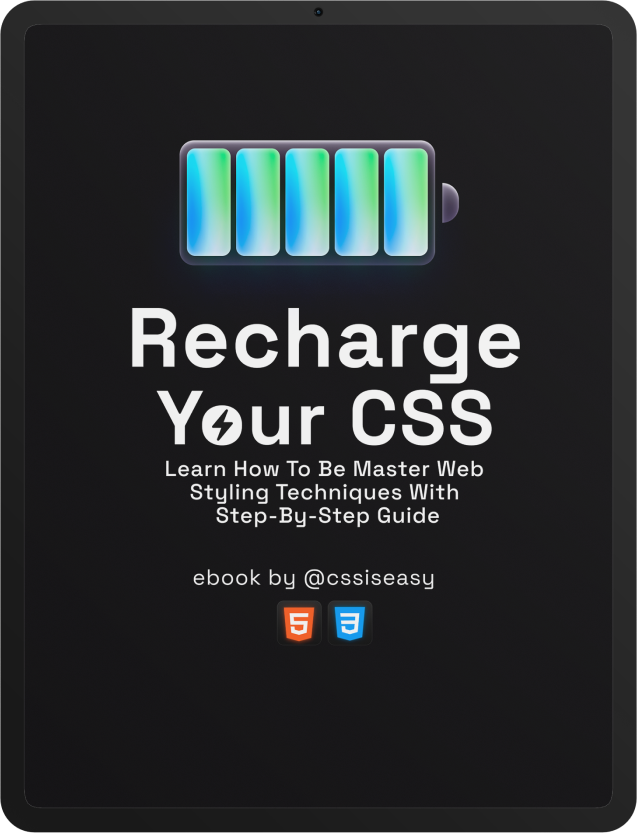 Recharge
Your CSS
Learn How To Be Master Web
Styling Techniques With
Step-By-Step Guide
ebook by @cssiseasy
5 3